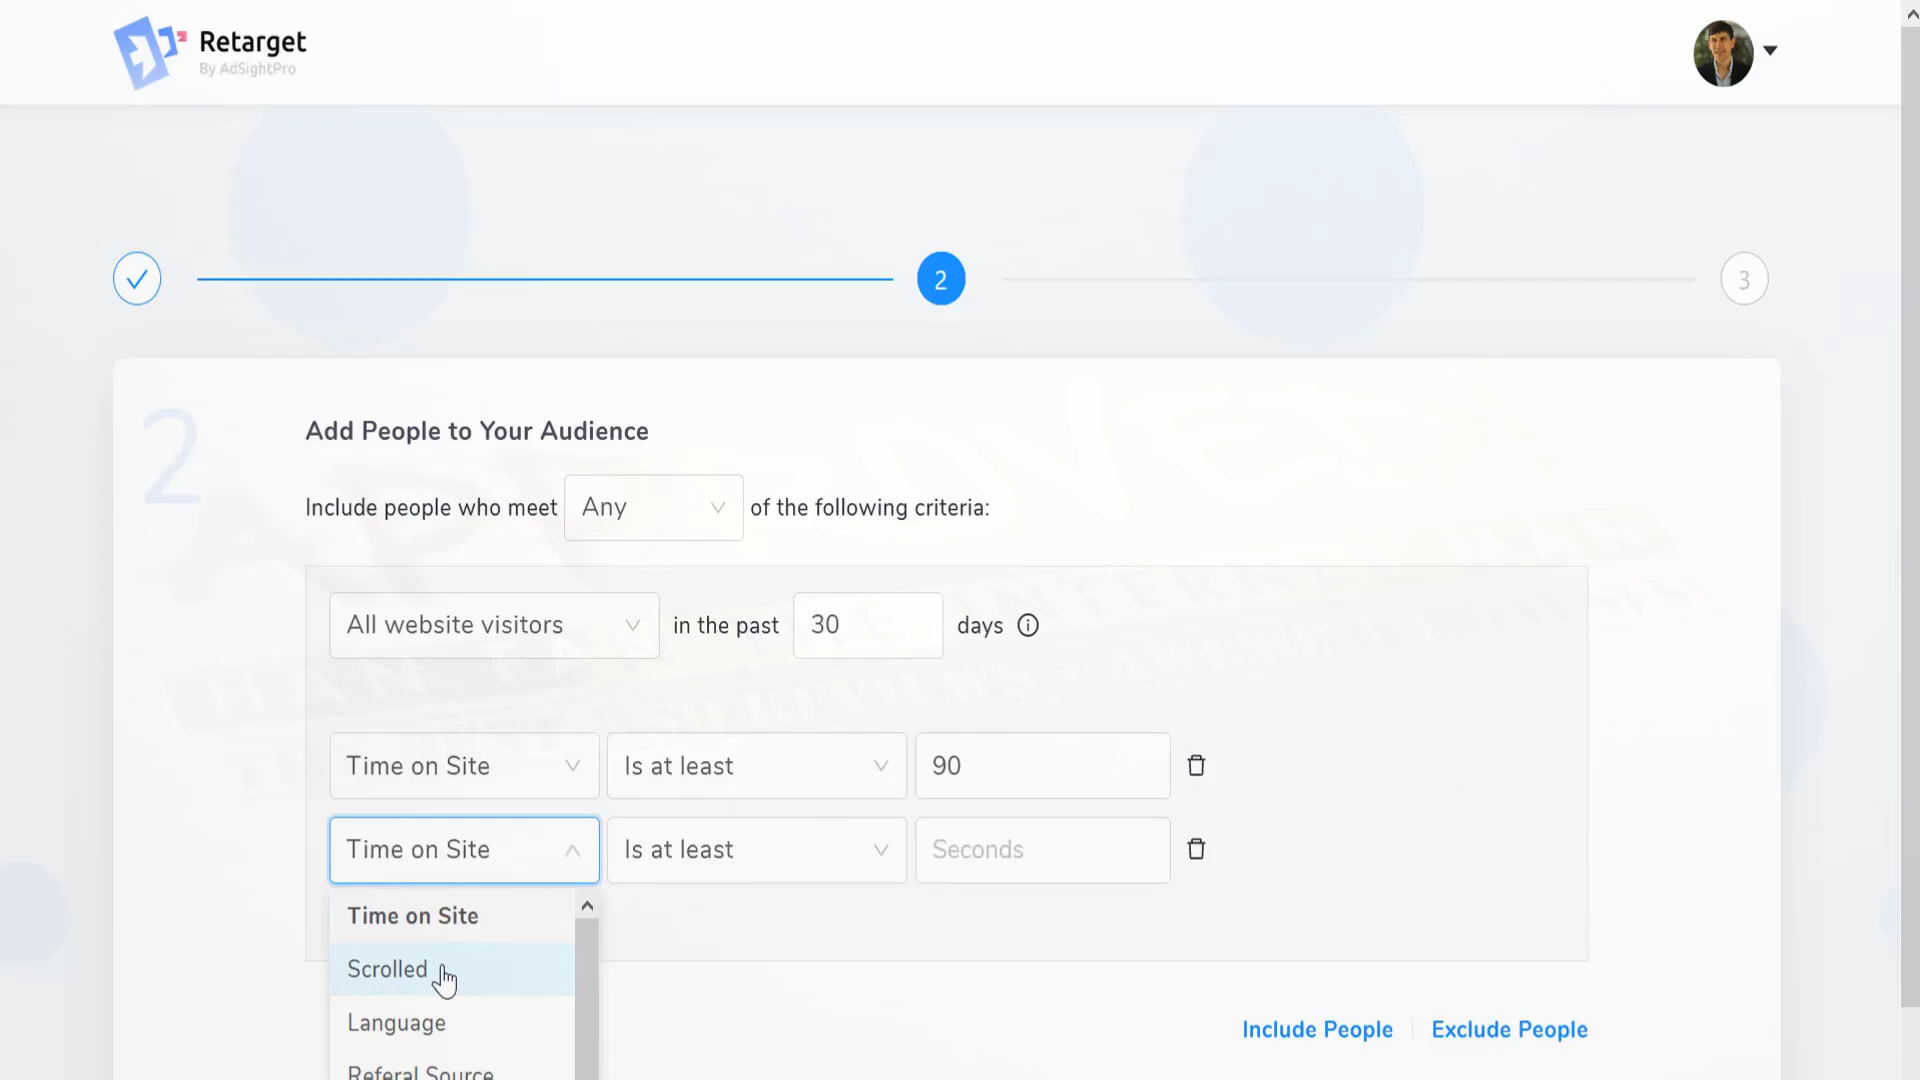 Retarget
By AdSightPro
2
3
2
Add People to Your Audience
Include people who meet Any of the following criteria:
All website visitors in the past 30 days
Time on Site Is at least 90
Time on Site Is at least Seconds
Time on Site
Scrolled
Language
Referal Source
Include People Exclude People